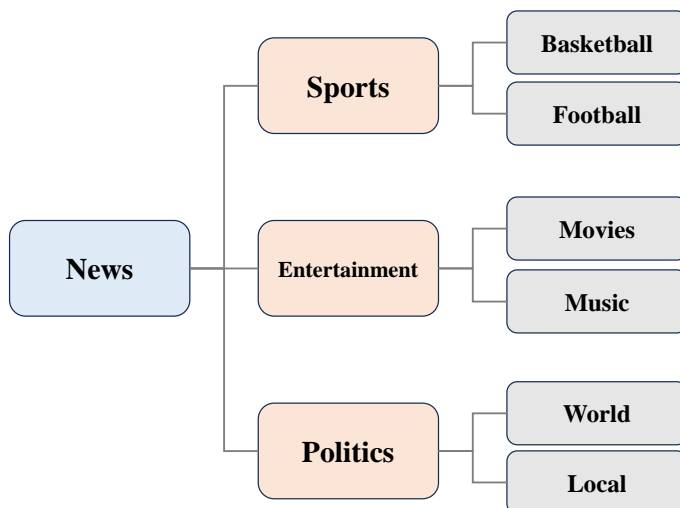 News
Sports
Basketball
Football
Entertainment
Movies
Music
Politics
World
Local